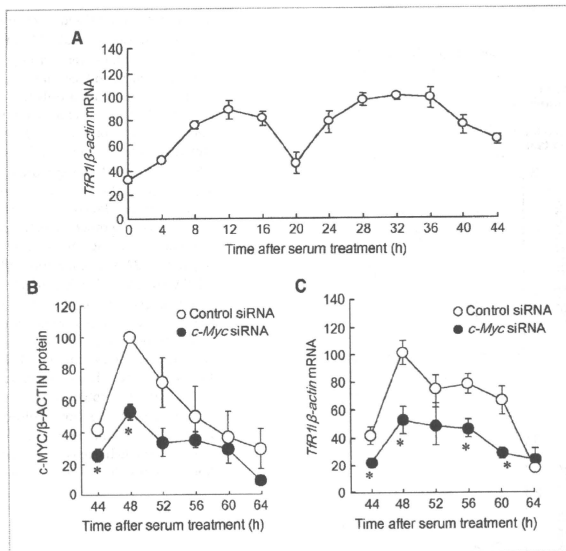 A
TfR1/β-actin mRNA
140
120
100
80
60
40
20
0
0 4 8 12 16 20 24 28 32 36 40 44
Time after serum treatment (h)
B
c-MYC/β-ACTIN protein
120
100
80
60
40
20
0
Control siRNA
c-Myc siRNA
*
*
44 48 52 56 60 64
Time after serum treatment (h)
C
TfR1/β-actin mRNA
140
120
100
80
60
40
20
0
Control siRNA
c-Myc siRNA
*
*
*
*
44 48 52 56 60 64
Time after serum treatment (h)